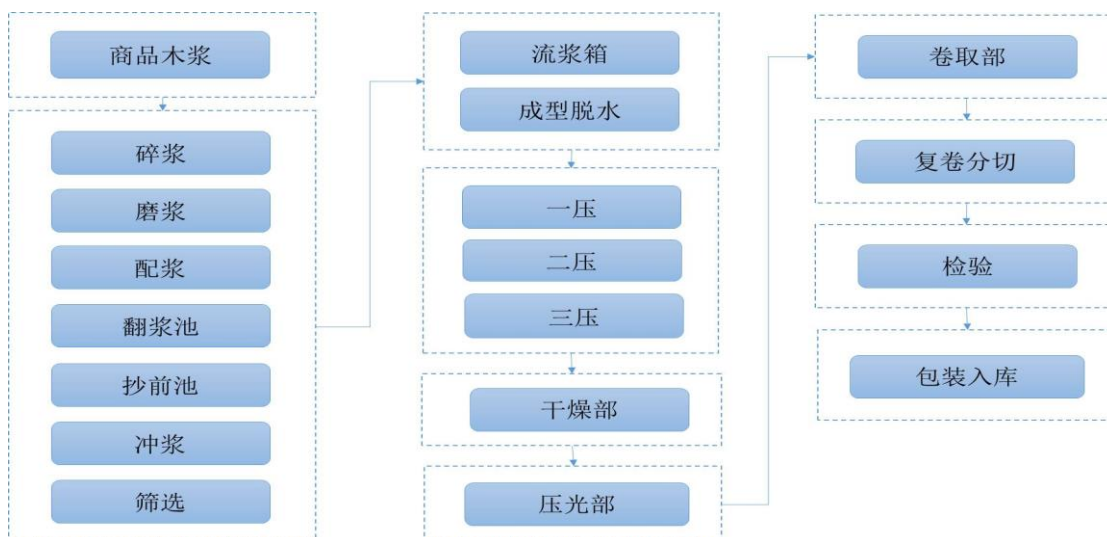 商品木浆
碎浆
磨浆
配浆
翻浆池
抄前池
冲浆
筛选
流浆箱
成型脱水
一压
二压
三压
干燥部
压光部
卷取部
复卷分切
检验
包装入库